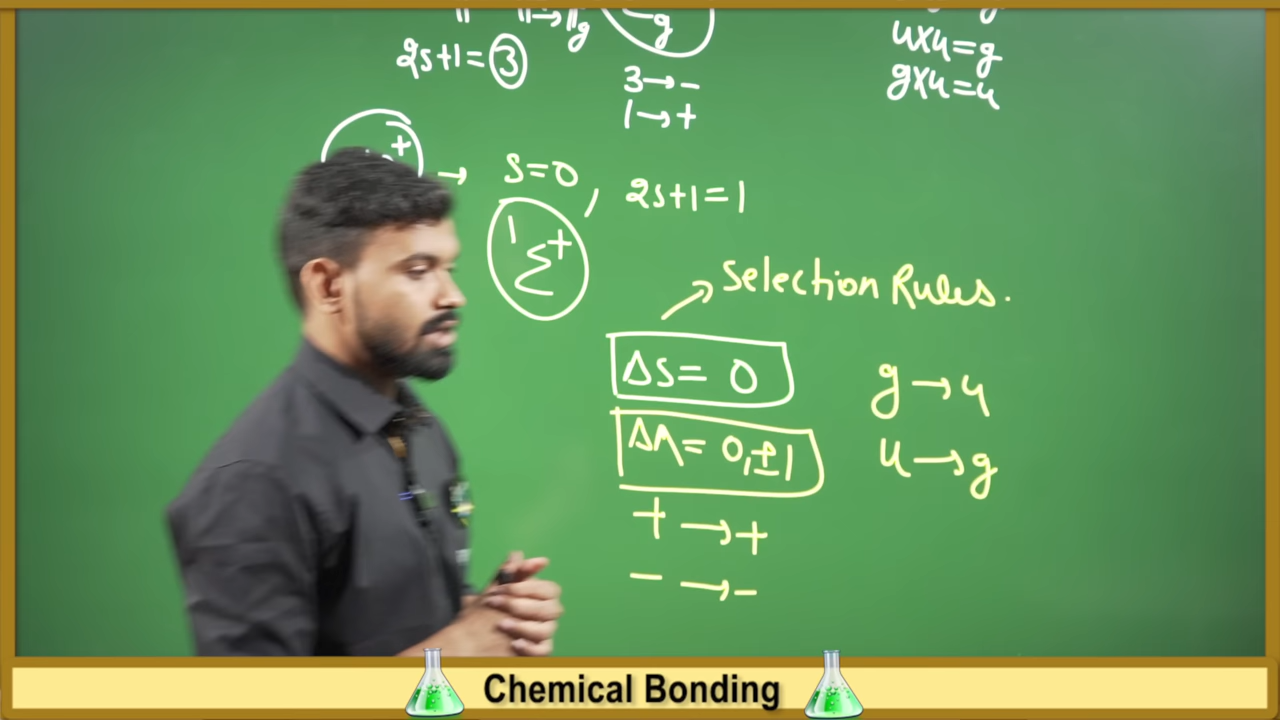 2s+1=3
3→-
1→+
u×u=g
g×u=u
+ → s=0, 2s+1=1
¹Σ⁺
→ Selection Rules.
Δs= 0
ΔΛ= 0,±1
+ → +
- → -
g→u
u→g
Chemical Bonding